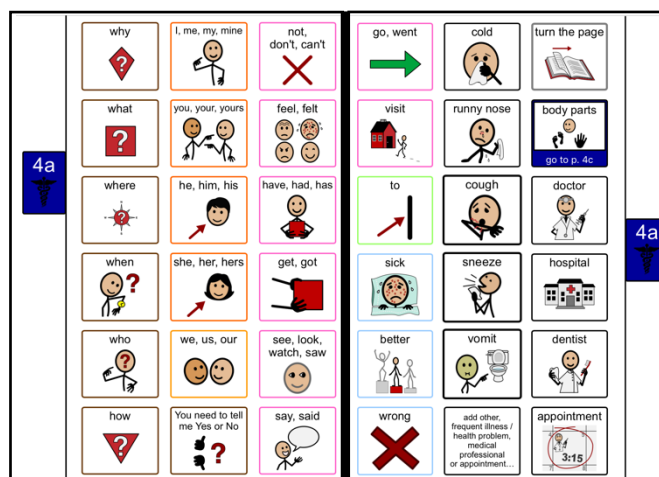 why
I, me, my, mine
not,
don't, can't
go, went
cold
turn the page
what
you, your, yours
feel, felt
visit
runny nose
body parts
go to p. 4c
4a
where
he, him, his
have, had, has
to
cough
doctor
4a
when
she, her, hers
get, got
sick
sneeze
hospital
who
we, us, our
see, look,
watch, saw
better
vomit
dentist
how
You need to tell
me Yes or No
say, said
wrong
add other,
frequent illness /
health problem,
medical
professional
or appointment...
appointment
3:15